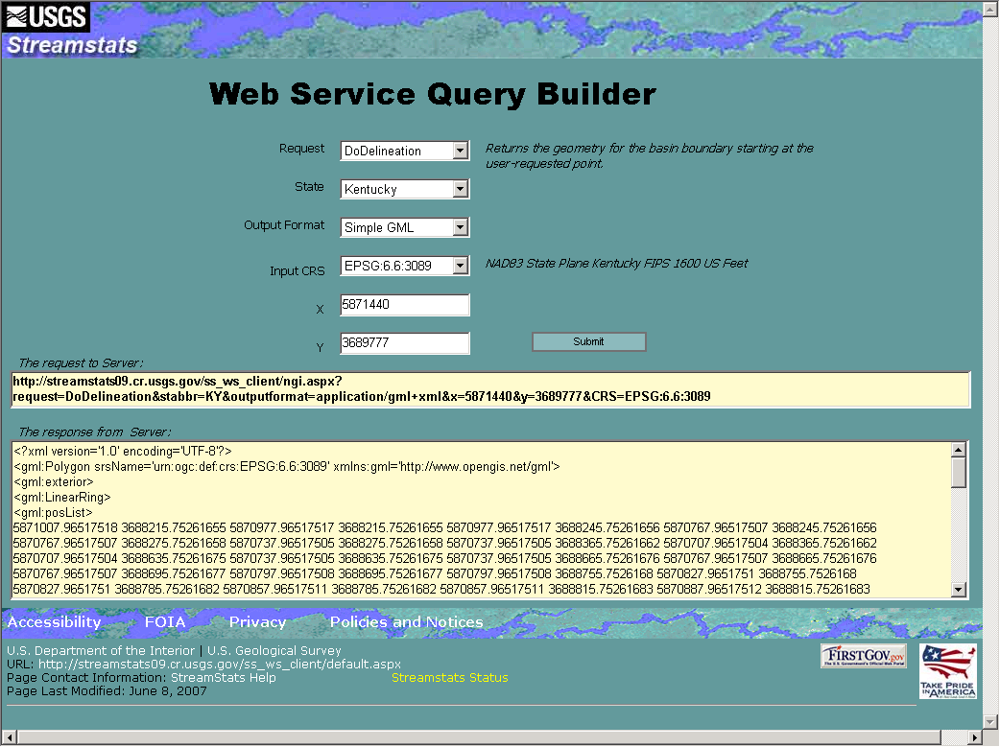 USGS
Streamstats
Web Service Query Builder
Request
DoDelineation
Returns the geometry for the basin boundary starting at the
user-requested point.
State
Kentucky
Output Format
Simple GML
Input CRS
EPSG:6.6:3089
NAD83 State Plane Kentucky FIPS 1600 US Feet
X
5871440
Y
3689777
Submit
The request to Server:
http://streamstats09.cr.usgs.gov/ss_ws_client/ngi.aspx?
request=DoDelineation&stabbr=KY&outputformat=application/gml+xml&x=5871440&y=3689777&CRS=EPSG:6.6:3089
The response from Server:
<?xml version='1.0' encoding='UTF-8'?>
<gml:Polygon srsName='urn:ogc:def:crs:EPSG:6.6:3089' xmlns:gml='http://www.opengis.net/gml'>
<gml:exterior>
<gml:LinearRing>
<gml:posList>
5871007.96517518 3688215.75261655 5870977.96517517 3688215.75261655 5870977.96517517 3688245.75261656 5870767.96517507 3688245.75261656
5870767.96517507 3688275.75261658 5870737.96517505 3688275.75261658 5870737.96517505 3688365.75261662 5870707.96517504 3688365.75261662
5870707.96517504 3688635.75261675 5870737.96517505 3688635.75261675 5870737.96517505 3688665.75261676 5870767.96517507 3688665.75261676
5870767.96517507 3688695.75261677 5870797.96517508 3688695.75261677 5870797.96517508 3688755.7526168 5870827.9651751 3688755.7526168
5870827.9651751 3688785.75261682 5870857.96517511 3688785.75261682 5870857.96517511 3688815.75261683 5870887.96517512 3688815.75261683
Accessibility FOIA Privacy Policies and Notices
U.S. Department of the Interior | U.S. Geological Survey
URL: http://streamstats09.cr.usgs.gov/ss_ws_client/default.aspx
Page Contact Information: StreamStats Help
Streamstats Status
Page Last Modified: June 8, 2007
FIRSTGOV.gov
The U.S. Government's Official Web Portal
TAKE PRIDE
IN AMERICA